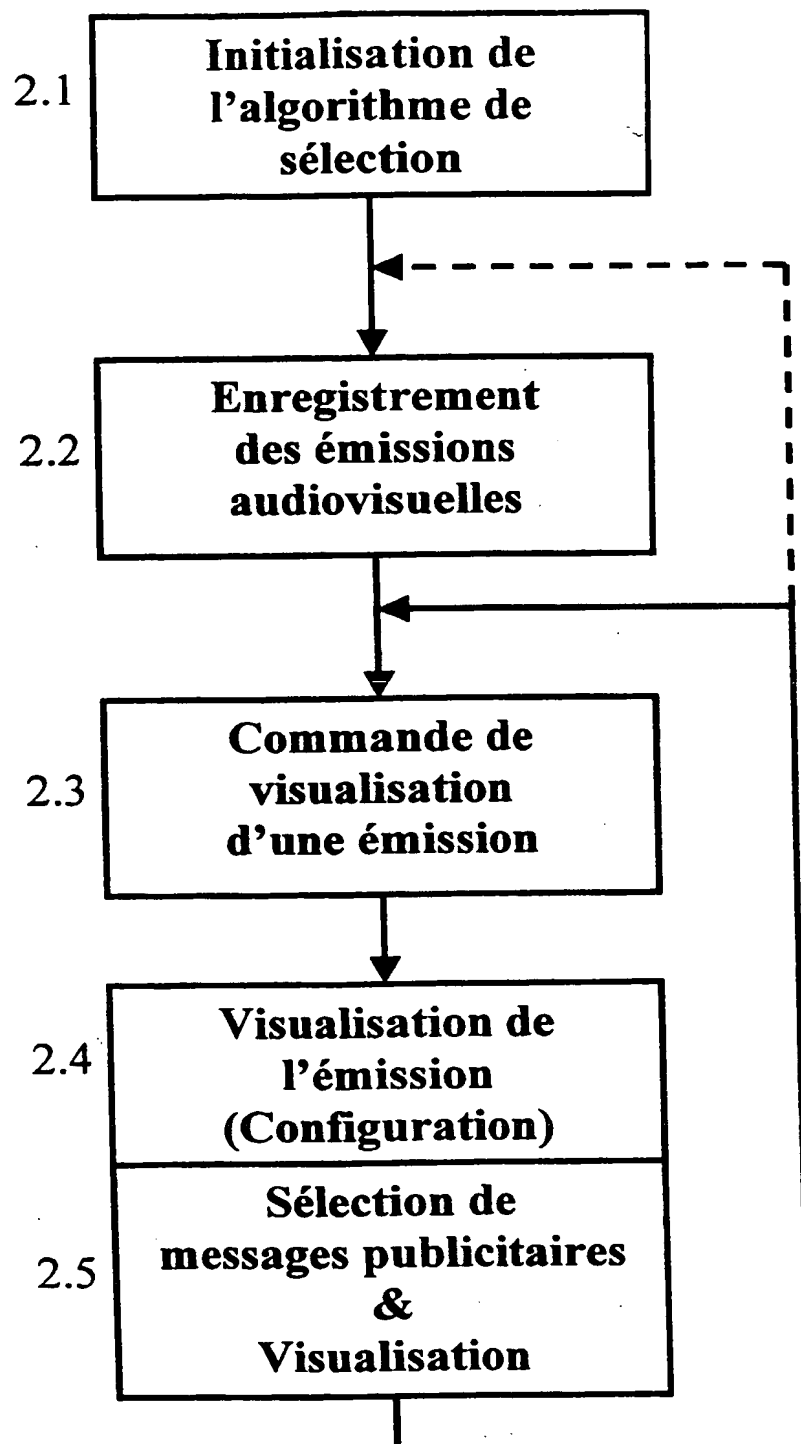 2.1
Initialisation de
l'algorithme de
sélection
2.2
Enregistrement
des émissions
audiovisuelles
2.3
Commande de
visualisation
d'une émission
2.4
Visualisation de
l'émission
(Configuration)
2.5
Sélection de
messages publicitaires
&
Visualisation